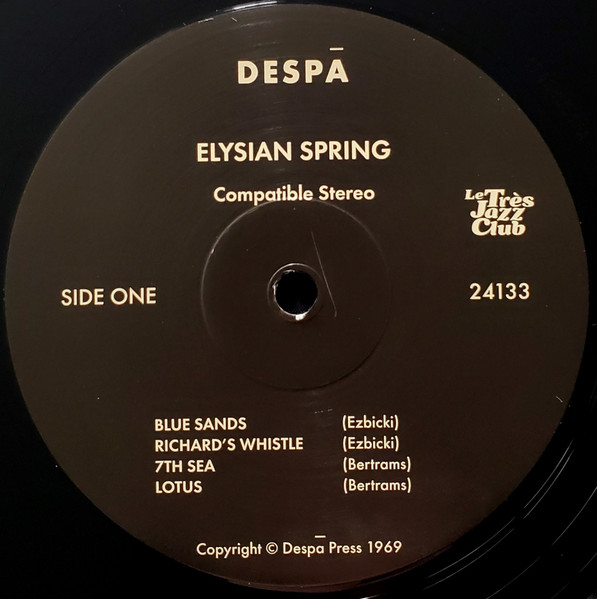 DESPĀ
ELYSIAN SPRING
Compatible Stereo
Le Très
Jazz
Club
SIDE ONE
24133
BLUE SANDS (Ezbicki)
RICHARD'S WHISTLE (Ezbicki)
7TH SEA (Bertrams)
LOTUS (Bertrams)
Copyright © Despā Press 1969